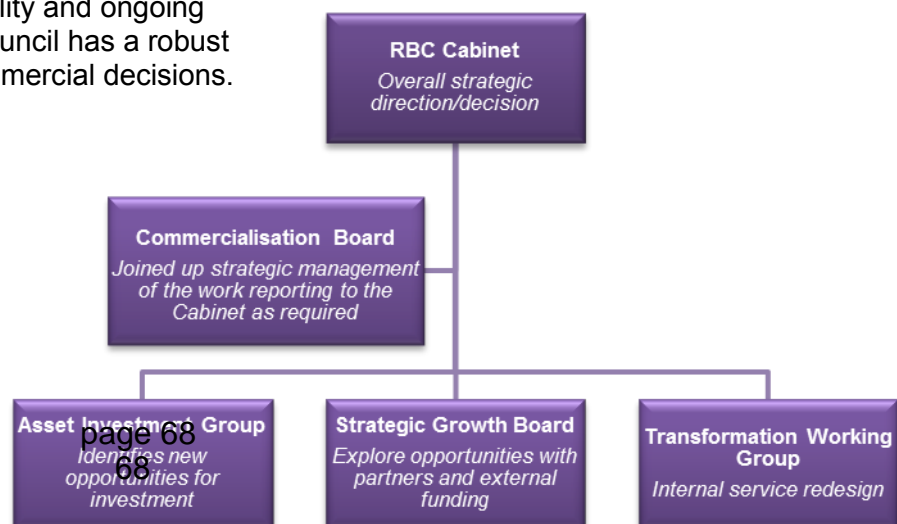 lity and ongoing
uncil has a robust
mercial decisions.
RBC Cabinet
Overall strategic
direction/decision
Commercialisation Board
Joined up strategic management
of the work reporting to the
Cabinet as required
Asset Investment Group
Identifies new
opportunities for
investment
page 68
68
Strategic Growth Board
Explore opportunities with
partners and external
funding
Transformation Working
Group
Internal service redesign